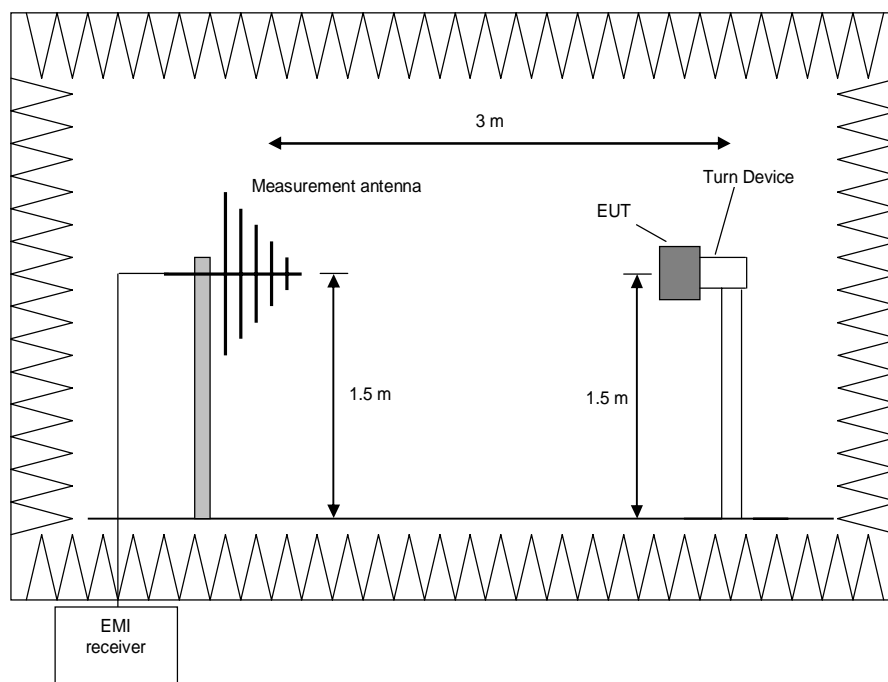 3 m
Measurement antenna
Turn Device
EUT
1.5 m
1.5 m
EMI
receiver